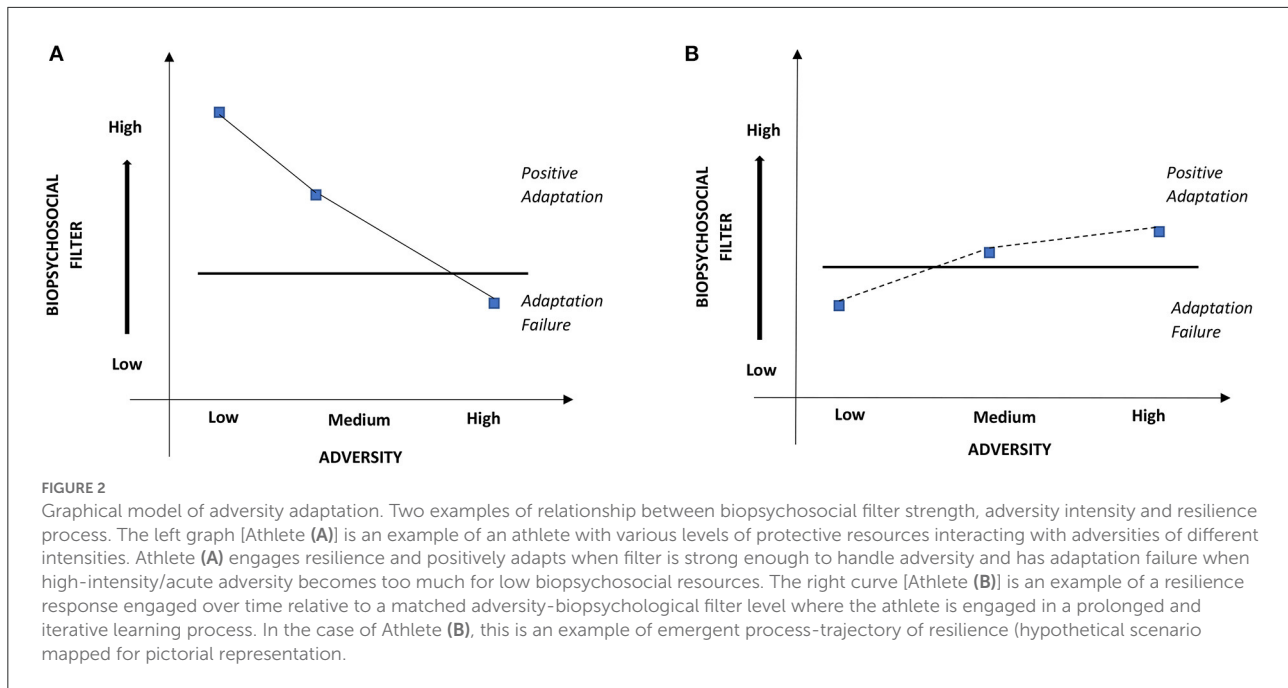 A
High
BIOPSYCHOSOCIAL
FILTER
Low
Positive
Adaptation
Adaptation
Failure
Low
Medium
High
ADVERSITY
B
High
BIOPSYCHOSOCIAL
FILTER
Low
Positive
Adaptation
Adaptation
Failure
Low
Medium
High
ADVERSITY
FIGURE 2
Graphical model of adversity adaptation. Two examples of relationship between biopsychosocial filter strength, adversity intensity and resilience
process. The left graph [Athlete (A)] is an example of an athlete with various levels of protective resources interacting with adversities of different
intensities. Athlete (A) engages resilience and positively adapts when filter is strong enough to handle adversity and has adaptation failure when
high-intensity/acute adversity becomes too much for low biopsychosocial resources. The right curve [Athlete (B)] is an example of a resilience
response engaged over time relative to a matched adversity-biopsychological filter level where the athlete is engaged in a prolonged and
iterative learning process. In the case of Athlete (B), this is an example of emergent process-trajectory of resilience (hypothetical scenario
mapped for pictorial representation.